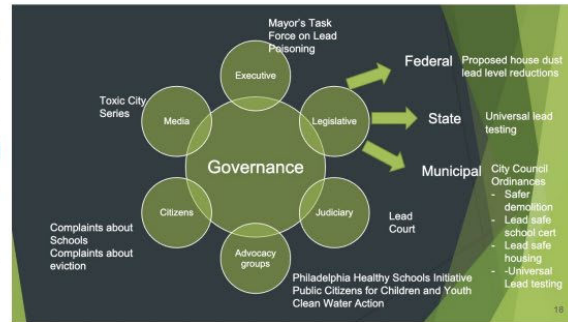 Mayor's Task
Force on Lead
Poisoning
Executive
Toxic City
Series
Media
Legislative
Governance
Citizens
Judiciary
Advocacy
groups
Complaints about
Schools
Complaints about
eviction
Lead
Court
Philadelphia Healthy Schools Initiative
Public Citizens for Children and Youth
Clean Water Action
Federal
Proposed house dust
lead level reductions
State
Universal lead
testing
Municipal
City Council
Ordinances
- Safer
demolition
- Lead safe
school cert
- Lead safe
housing
- -Universal
Lead testing
18